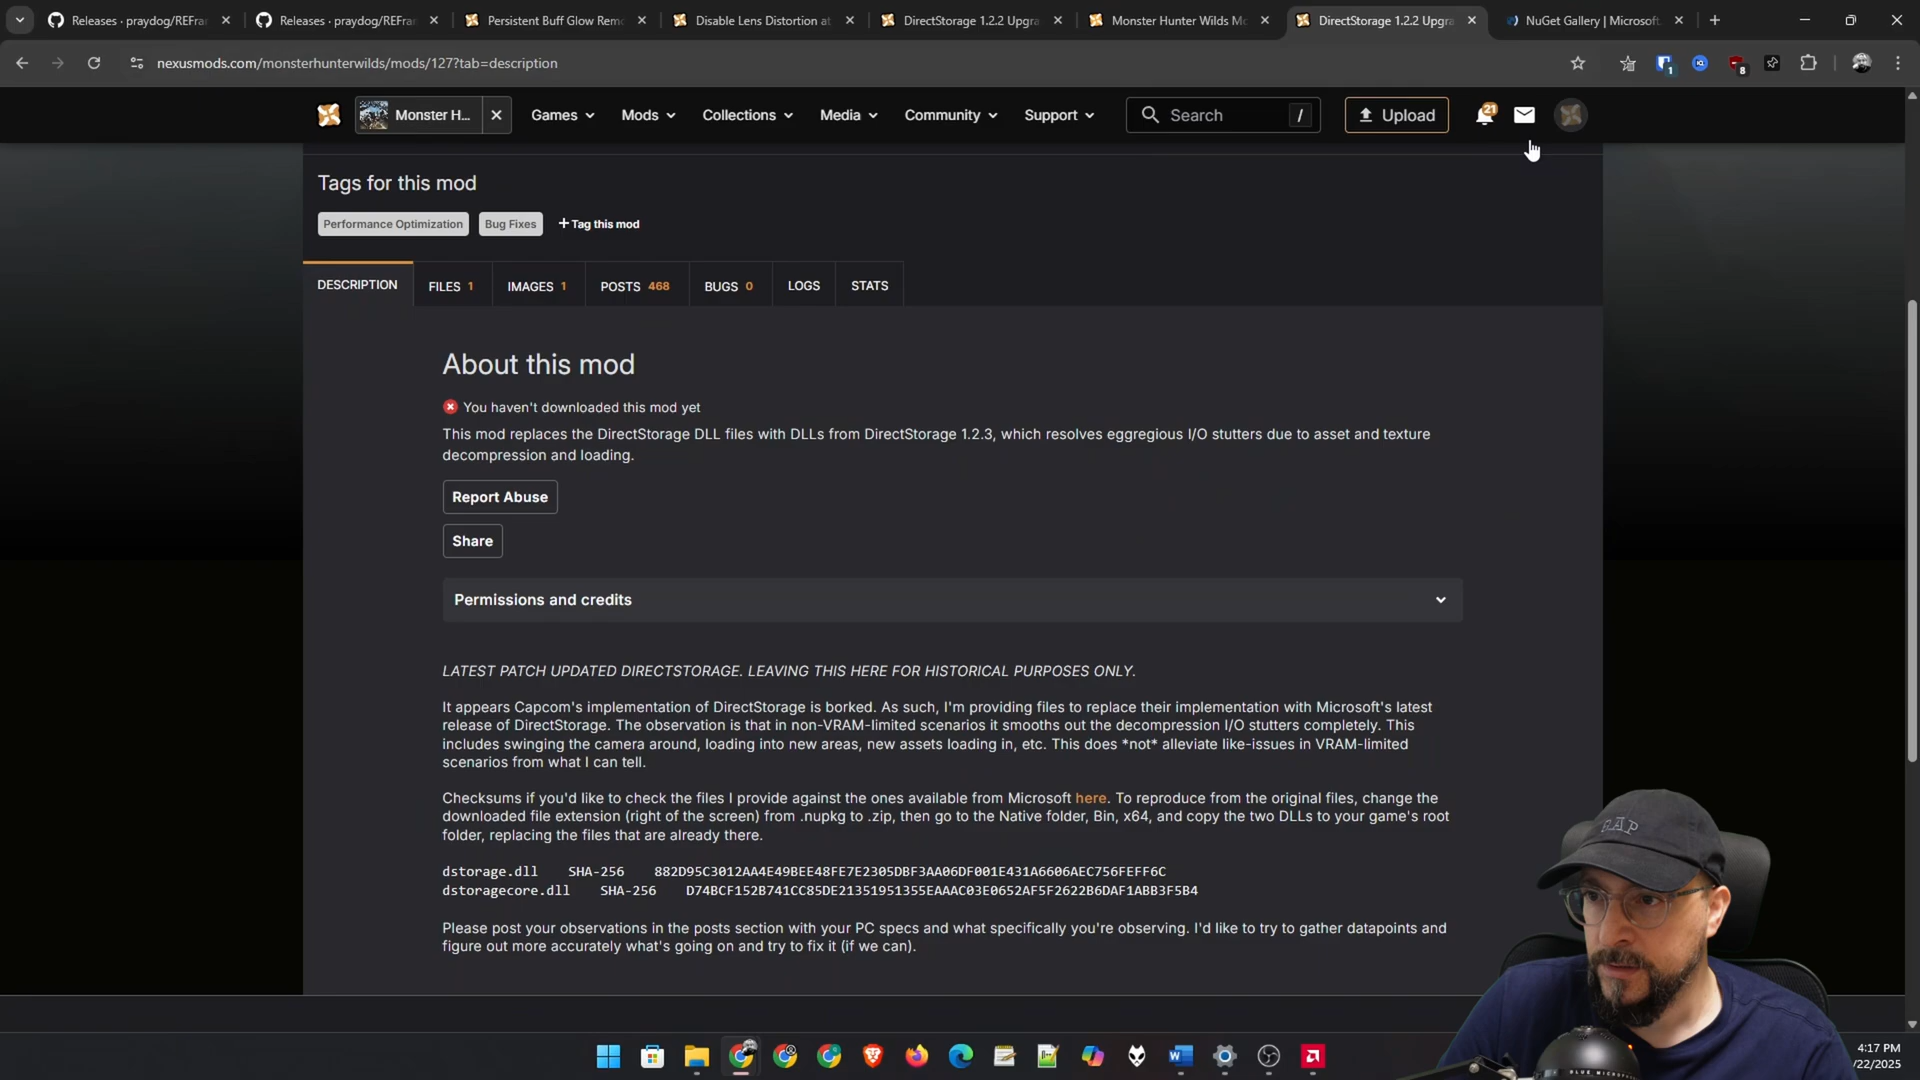 Releases · praydog/REFra
Releases · praydog/REFra
Persistent Buff Glow Remo
Disable Lens Distortion at
DirectStorage 1.2.2 Upgra
Monster Hunter Wilds Mo
DirectStorage 1.2.2 Upgra
NuGet Gallery | Microsoft.
nexusmods.com/monsterhunterwilds/mods/127?tab=description
1
8
Monster H...
Games
Mods
Collections
Media
Community
Support
Search
/
Upload
21
Tags for this mod
Performance Optimization
Bug Fixes
+ Tag this mod
DESCRIPTION
FILES 1
IMAGES 1
POSTS 468
BUGS 0
LOGS
STATS
About this mod
You haven't downloaded this mod yet
This mod replaces the DirectStorage DLL files with DLLs from DirectStorage 1.2.3, which resolves eggregious I/O stutters due to asset and texture
decompression and loading.
Report Abuse
Share
Permissions and credits
LATEST PATCH UPDATED DIRECTSTORAGE. LEAVING THIS HERE FOR HISTORICAL PURPOSES ONLY.
It appears Capcom's implementation of DirectStorage is borked. As such, I'm providing files to replace their implementation with Microsoft's latest
release of DirectStorage. The observation is that in non-VRAM-limited scenarios it smooths out the decompression I/O stutters completely. This
includes swinging the camera around, loading into new areas, new assets loading in, etc. This does *not* alleviate like-issues in VRAM-limited
scenarios from what I can tell.
Checksums if you'd like to check the files I provide against the ones available from Microsoft here. To reproduce from the original files, change the
downloaded file extension (right of the screen) from .nupkg to .zip, then go to the Native folder, Bin, x64, and copy the two DLLs to your game's root
folder, replacing the files that are already there.
dstorage.dll SHA-256 882D95C3012AA4E49BEE48FE7E2305DBF3AA06DF001E431A6606AEC756FEFF6C
dstoragecore.dll SHA-256 D74BCF152B741CC85DE21351951355EAAAC03E0652AF5F2622B6DAF1ABB3F5B4
Please post your observations in the posts section with your PC specs and what specifically you're observing. I'd like to try to gather datapoints and
figure out more accurately what's going on and try to fix it (if we can).
4:17 PM
/22/2025